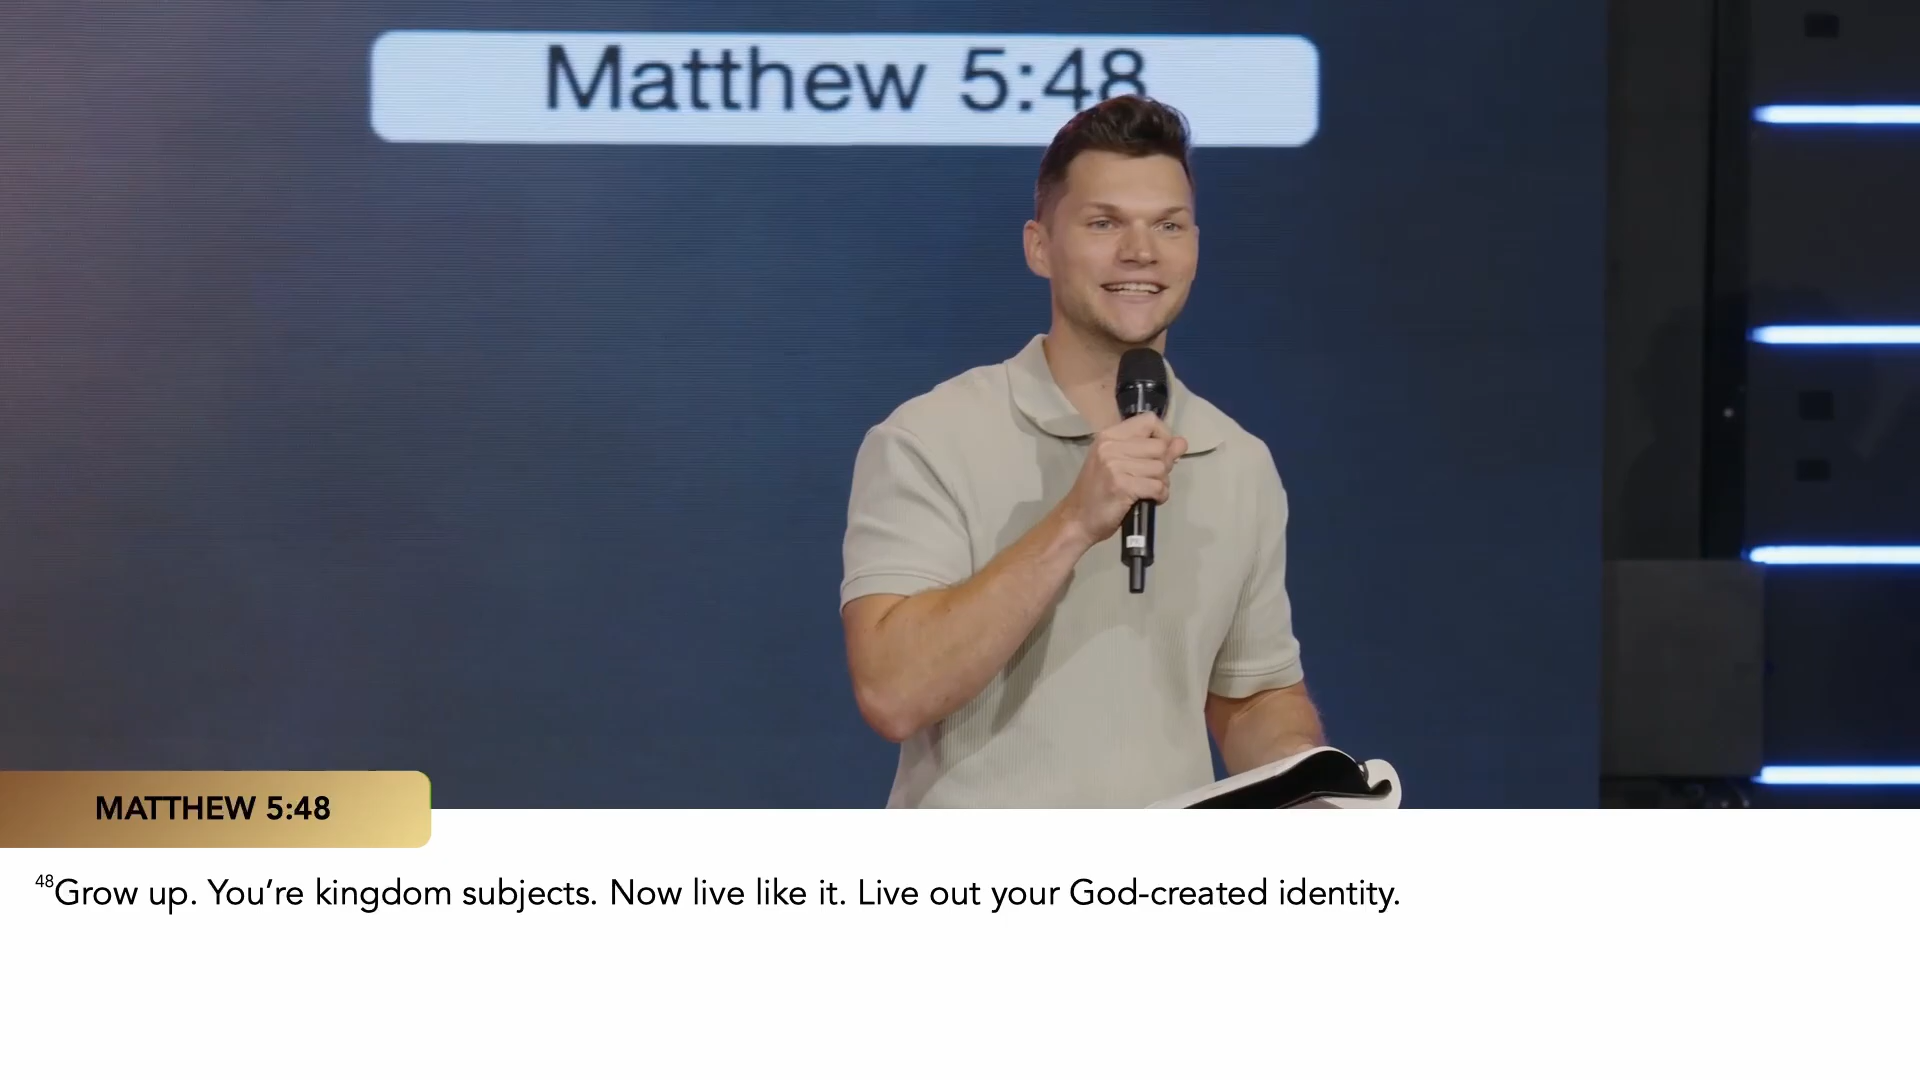 Matthew 5:48
MATTHEW 5:48
48Grow up. You’re kingdom subjects. Now live like it. Live out your God-created identity.